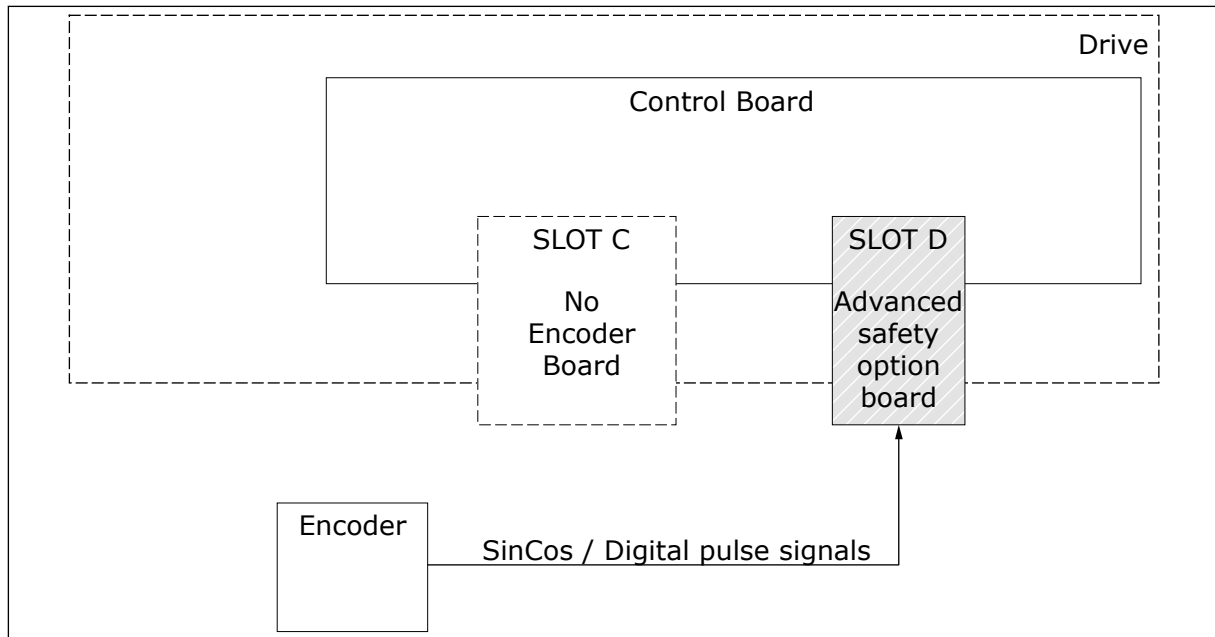 Drive
Control Board
SLOT C
No
Encoder
Board
SLOT D
Advanced
safety
option
board
Encoder
SinCos / Digital pulse signals